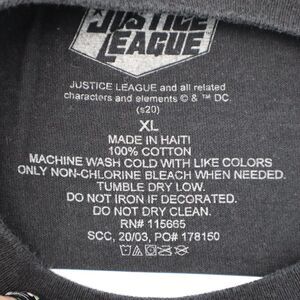 JUSTICE
LEAGUE
JUSTICE LEAGUE and all related
characters and elements © & ™ DC.
(s20)
XL
MADE IN HAITI
100% COTTON
MACHINE WASH COLD WITH LIKE COLORS
ONLY NON-CHLORINE BLEACH WHEN NEEDED.
TUMBLE DRY LOW.
DO NOT IRON IF DECORATED.
DO NOT DRY CLEAN.
RN# 115665
SCC, 20/03, PO# 178150